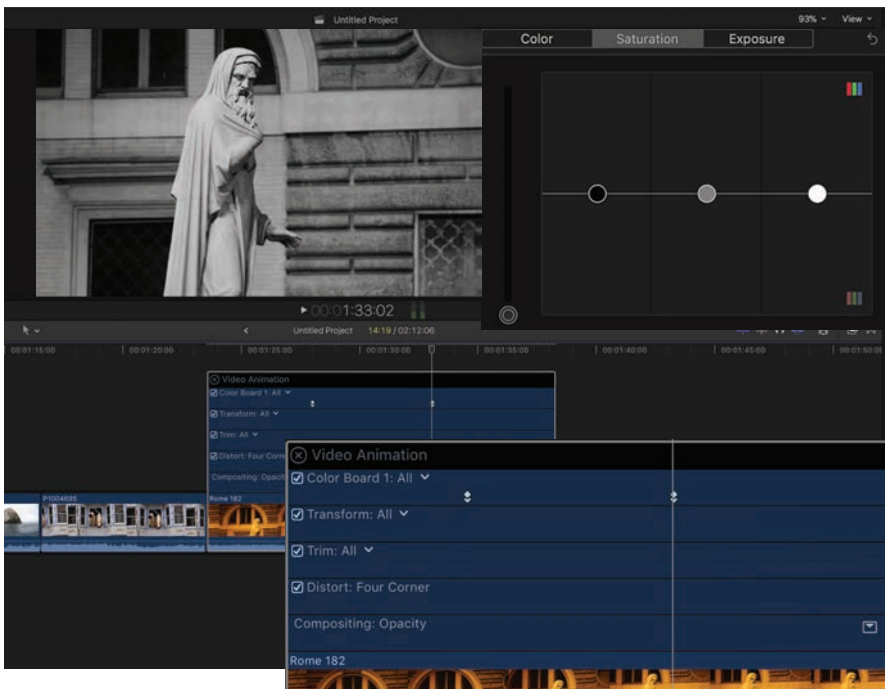 Untitled Project
93%
View
Color
Saturation
Exposure
00:01:33:02
Untitled Project 14:19 / 02:12:06
00:01:15:00
00:01:20:00
00:01:25:00
00:01:30:00
00:01:35:00
00:01:40:00
00:01:45:00
00:01:50:00
Video Animation
Color Board 1: All
Transform: All
Trim: All
Distort: Four Corn
Compositing: Opacit
P1004695
Rome 182
Video Animation
Color Board 1: All
Transform: All
Trim: All
Distort: Four Corner
Compositing: Opacity
Rome 182